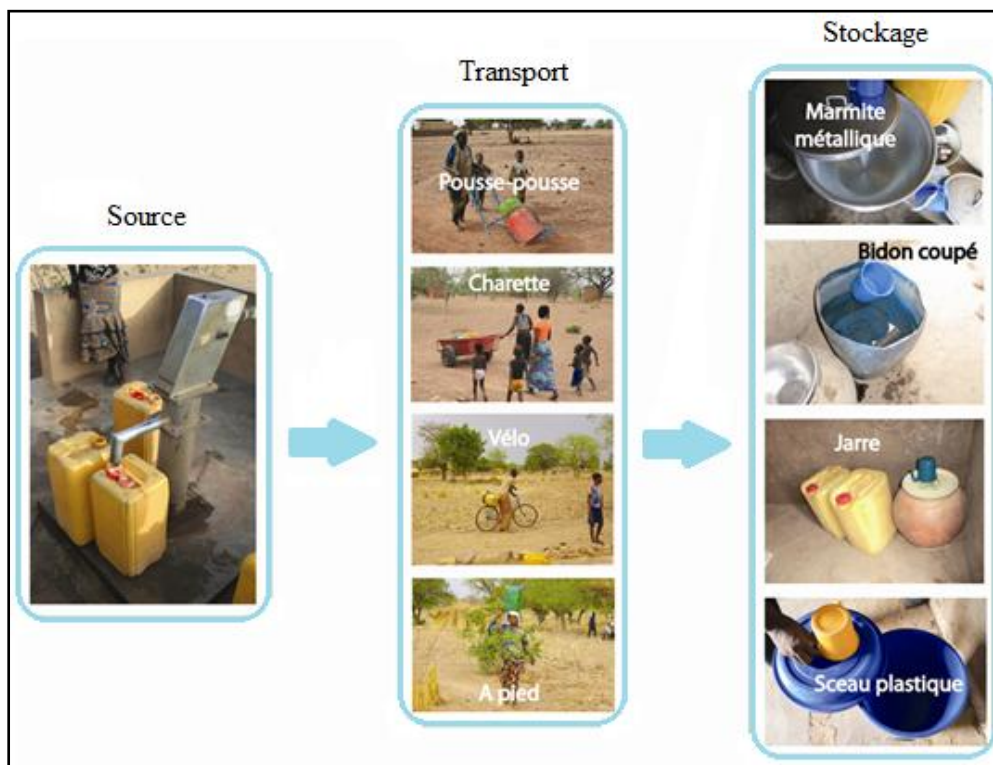 Source
Transport
Pousse-pousse
Charette
Vélo
A pied
Stockage
Marmite
métallique
Bidon coupé
Jarre
Sceau plastique